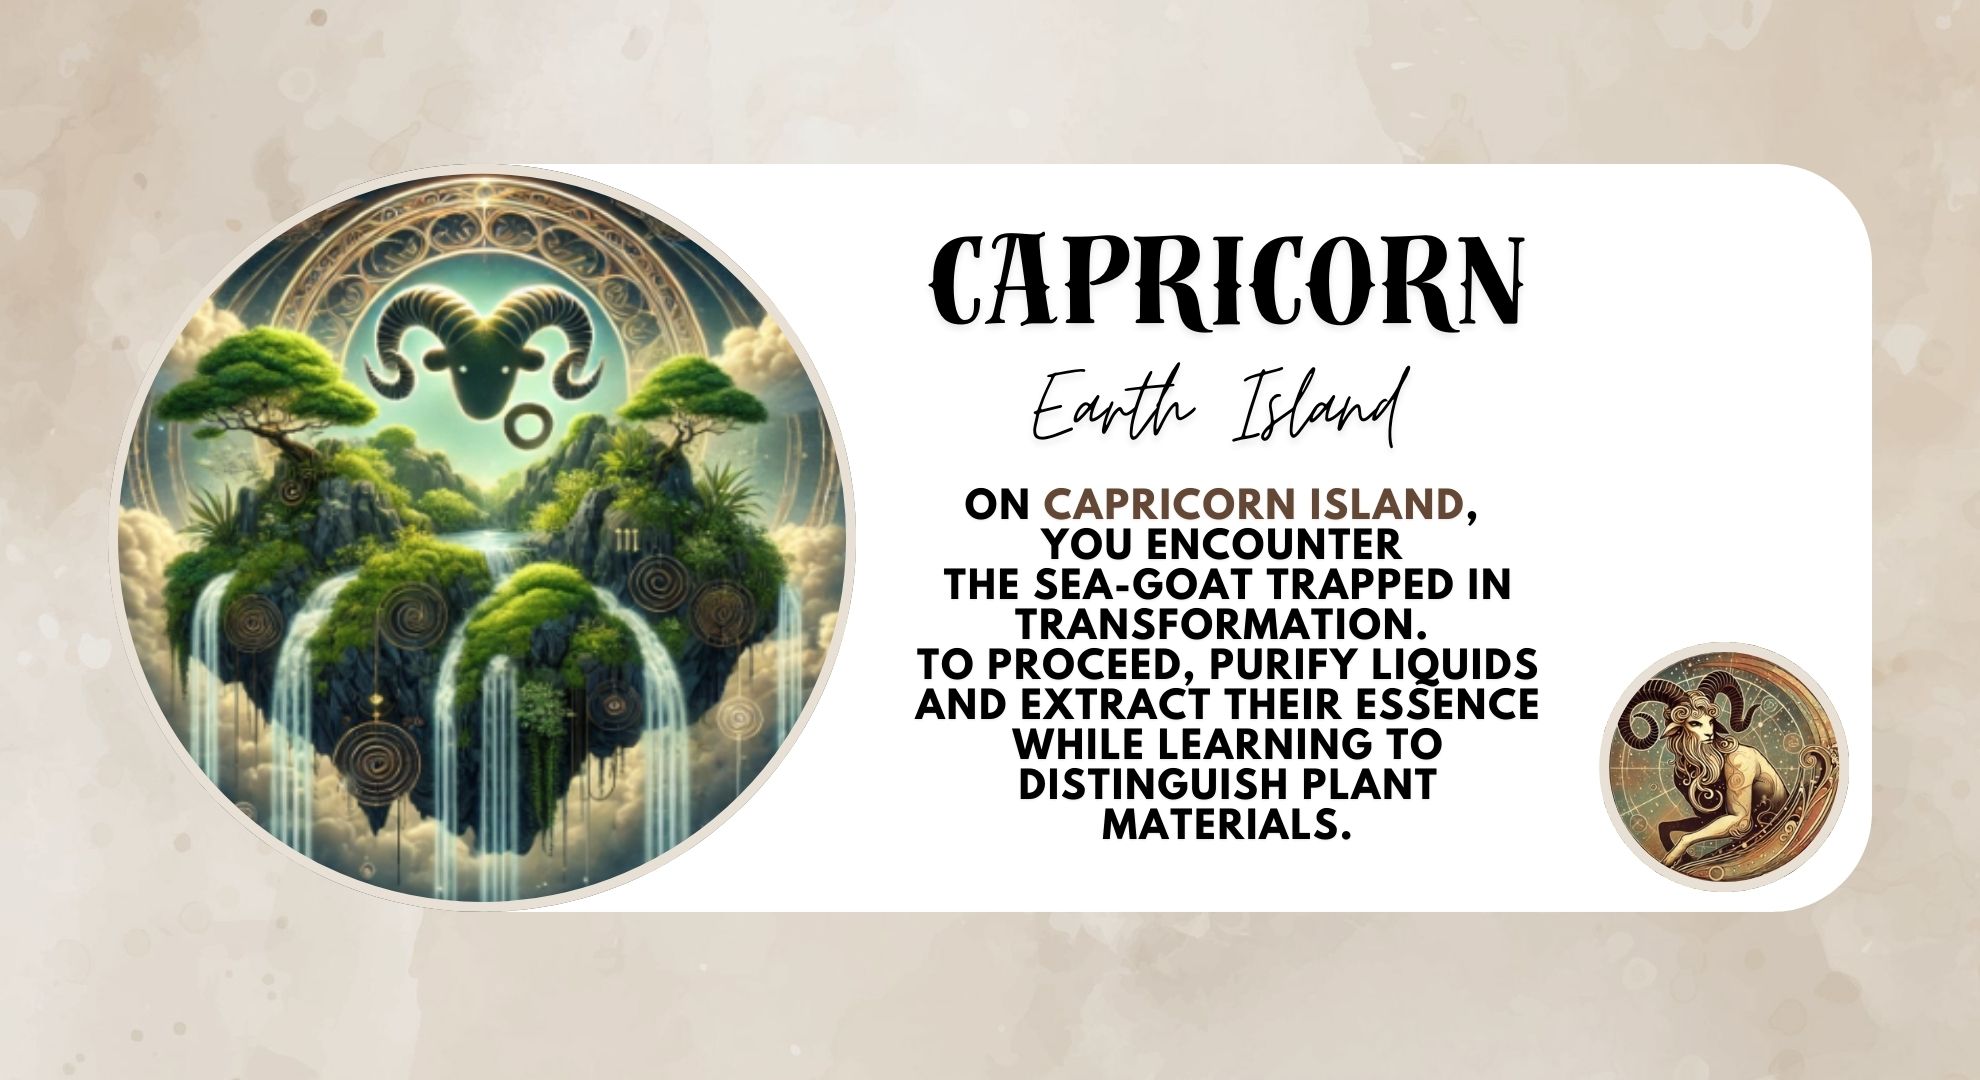 CAPRICORN
Earth Island
ON CAPRICORN ISLAND,
YOU ENCOUNTER
THE SEA-GOAT TRAPPED IN
TRANSFORMATION.
TO PROCEED, PURIFY LIQUIDS
AND EXTRACT THEIR ESSENCE
WHILE LEARNING TO
DISTINGUISH PLANT
MATERIALS.